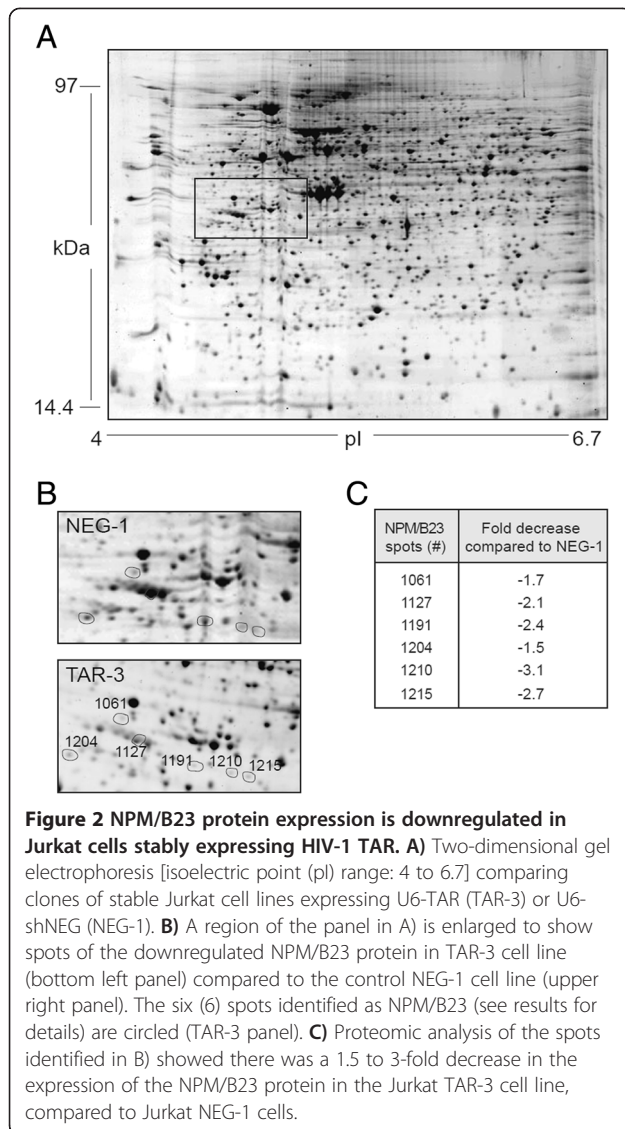 A
97
kDa
14.4
4 pI 6.7
B
NEG-1
TAR-3
1061
1204 1127 1191 1210 1215
C
NPM/B23 spots (#) Fold decrease compared to NEG-1
1061 -1.7
1127 -2.1
1191 -2.4
1204 -1.5
1210 -3.1
1215 -2.7
Figure 2 NPM/B23 protein expression is downregulated in
Jurkat cells stably expressing HIV-1 TAR. A) Two-dimensional gel
electrophoresis [isoelectric point (pI) range: 4 to 6.7] comparing
clones of stable Jurkat cell lines expressing U6-TAR (TAR-3) or U6-
shNEG (NEG-1). B) A region of the panel in A) is enlarged to show
spots of the downregulated NPM/B23 protein in TAR-3 cell line
(bottom left panel) compared to the control NEG-1 cell line (upper
right panel). The six (6) spots identified as NPM/B23 (see results for
details) are circled (TAR-3 panel). C) Proteomic analysis of the spots
identified in B) showed there was a 1.5 to 3-fold decrease in the
expression of the NPM/B23 protein in the Jurkat TAR-3 cell line,
compared to Jurkat NEG-1 cells.